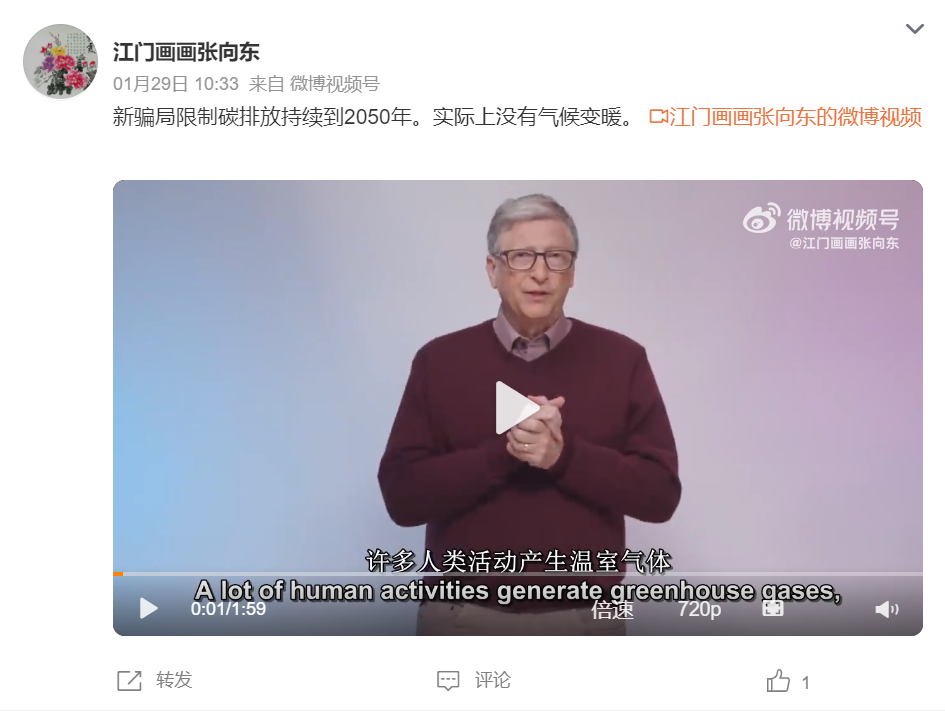 江门画画张向东
01月29日 10:33 来自 微博视频号
新骗局限制碳排放持续到2050年。实际上没有气候变暖。 江门画画张向东的微博视频
微博视频号
@江门画画张向东
许多人类活动产生温室气体
A lot of human activities generate greenhouse gases,
0:01/1:59 倍速 720p
转发 评论 1